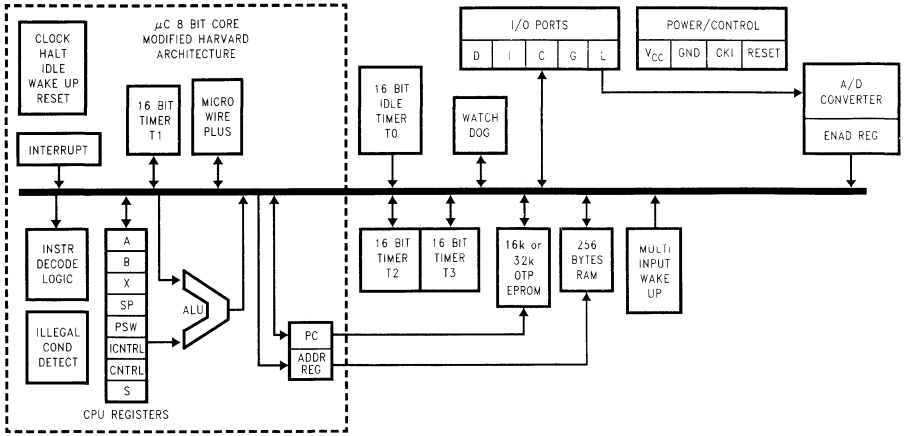 CLOCK
HALT
IDLE
WAKE UP
RESET
μC 8 BIT CORE
MODIFIED HARVARD
ARCHITECTURE
I/O PORTS
D I C G L
POWER/CONTROL
VCC GND CKI RESET
16 BIT
TIMER
T1
MICRO
WIRE
PLUS
16 BIT
IDLE
TIMER
T0
WATCH
DOG
A/D
CONVERTER
ENAD REG
INTERRUPT
INSTR
DECODE
LOGIC
ILLEGAL
COND
DETECT
A
B
X
SP
PSW
ICNTRL
CNTRL
S
CPU REGISTERS
ALU
PC
ADDR
REG
16 BIT
TIMER
T2
16 BIT
TIMER
T3
16k or
32k
OTP
EPROM
256
BYTES
RAM
MULTI
INPUT
WAKE
UP